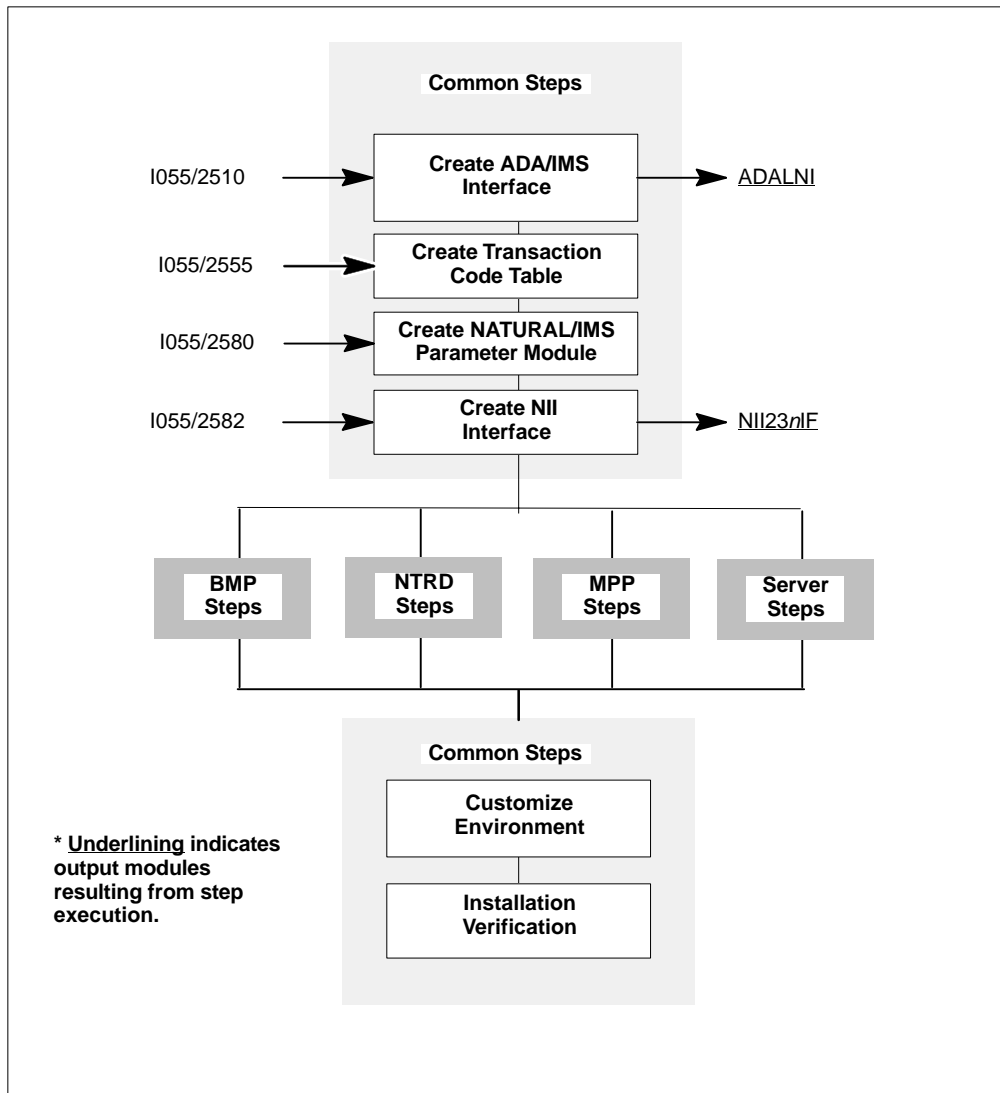 Common Steps
I055/2510
Create ADA/IMS
Interface
ADALNI
I055/2555
Create Transaction
Code Table
I055/2580
Create NATURAL/IMS
Parameter Module
I055/2582
Create NII
Interface
NII23nIF
BMP
Steps
NTRD
Steps
MPP
Steps
Server
Steps
Common Steps
Customize
Environment
* Underlining indicates
output modules
resulting from step
execution.
Installation
Verification